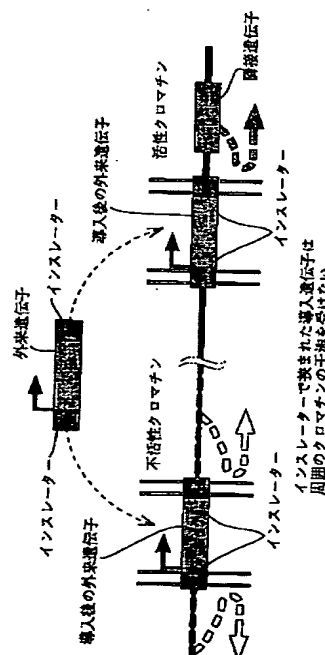 外来遺伝子
インスレーター
インスレーター
導入後の外来遺伝子
不活性クロマチン
導入後の外来遺伝子
活性クロマチン
隣接遺伝子
インスレーター
インスレーター
インスレーターで挟まれた導入遺伝子は
周囲のクロマチンの干渉を受けない